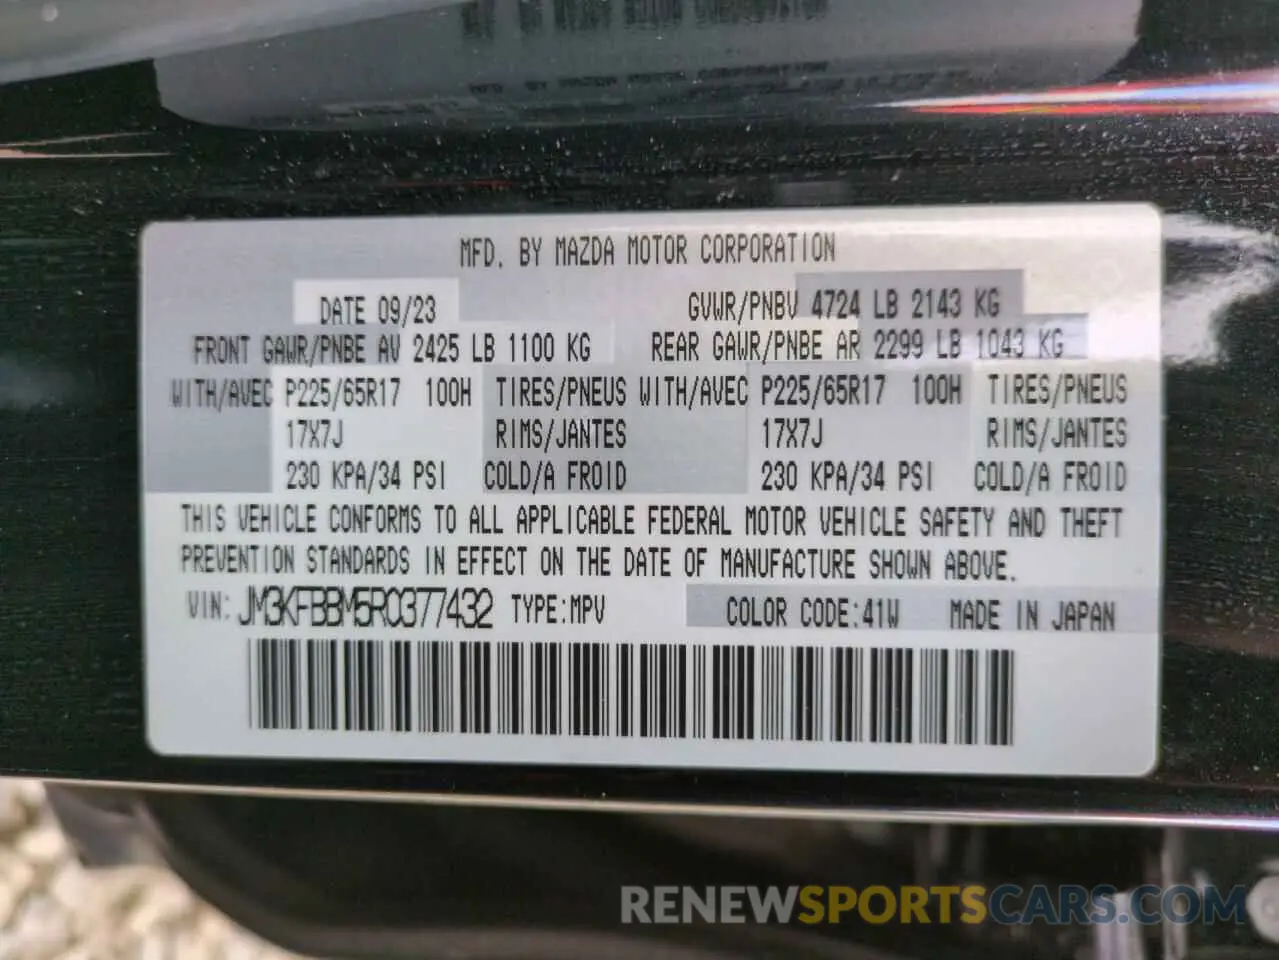 MFD. BY MAZDA MOTOR CORPORATION
MFD. BY MAZDA MOTOR CORPORATION
DATE 09/23 GVWR/PNBV 4724 LB 2143 KG
FRONT GAWR/PNBE AV 2425 LB 1100 KG REAR GAWR/PNBE AR 2299 LB 1043 KG
WITH/AVEC P225/65R17 100H TIRES/PNEUS WITH/AVEC P225/65R17 100H TIRES/PNEUS
17X7J RIMS/JANTES 17X7J RIMS/JANTES
230 KPA/34 PSI COLD/A FROID 230 KPA/34 PSI COLD/A FROID
THIS VEHICLE CONFORMS TO ALL APPLICABLE FEDERAL MOTOR VEHICLE SAFETY AND THEFT
PREVENTION STANDARDS IN EFFECT ON THE DATE OF MANUFACTURE SHOWN ABOVE.
VIN: JM3KFBBM5R0377432 TYPE:MPV COLOR CODE:41W MADE IN JAPAN
RENEWSPORTSCARS.COM